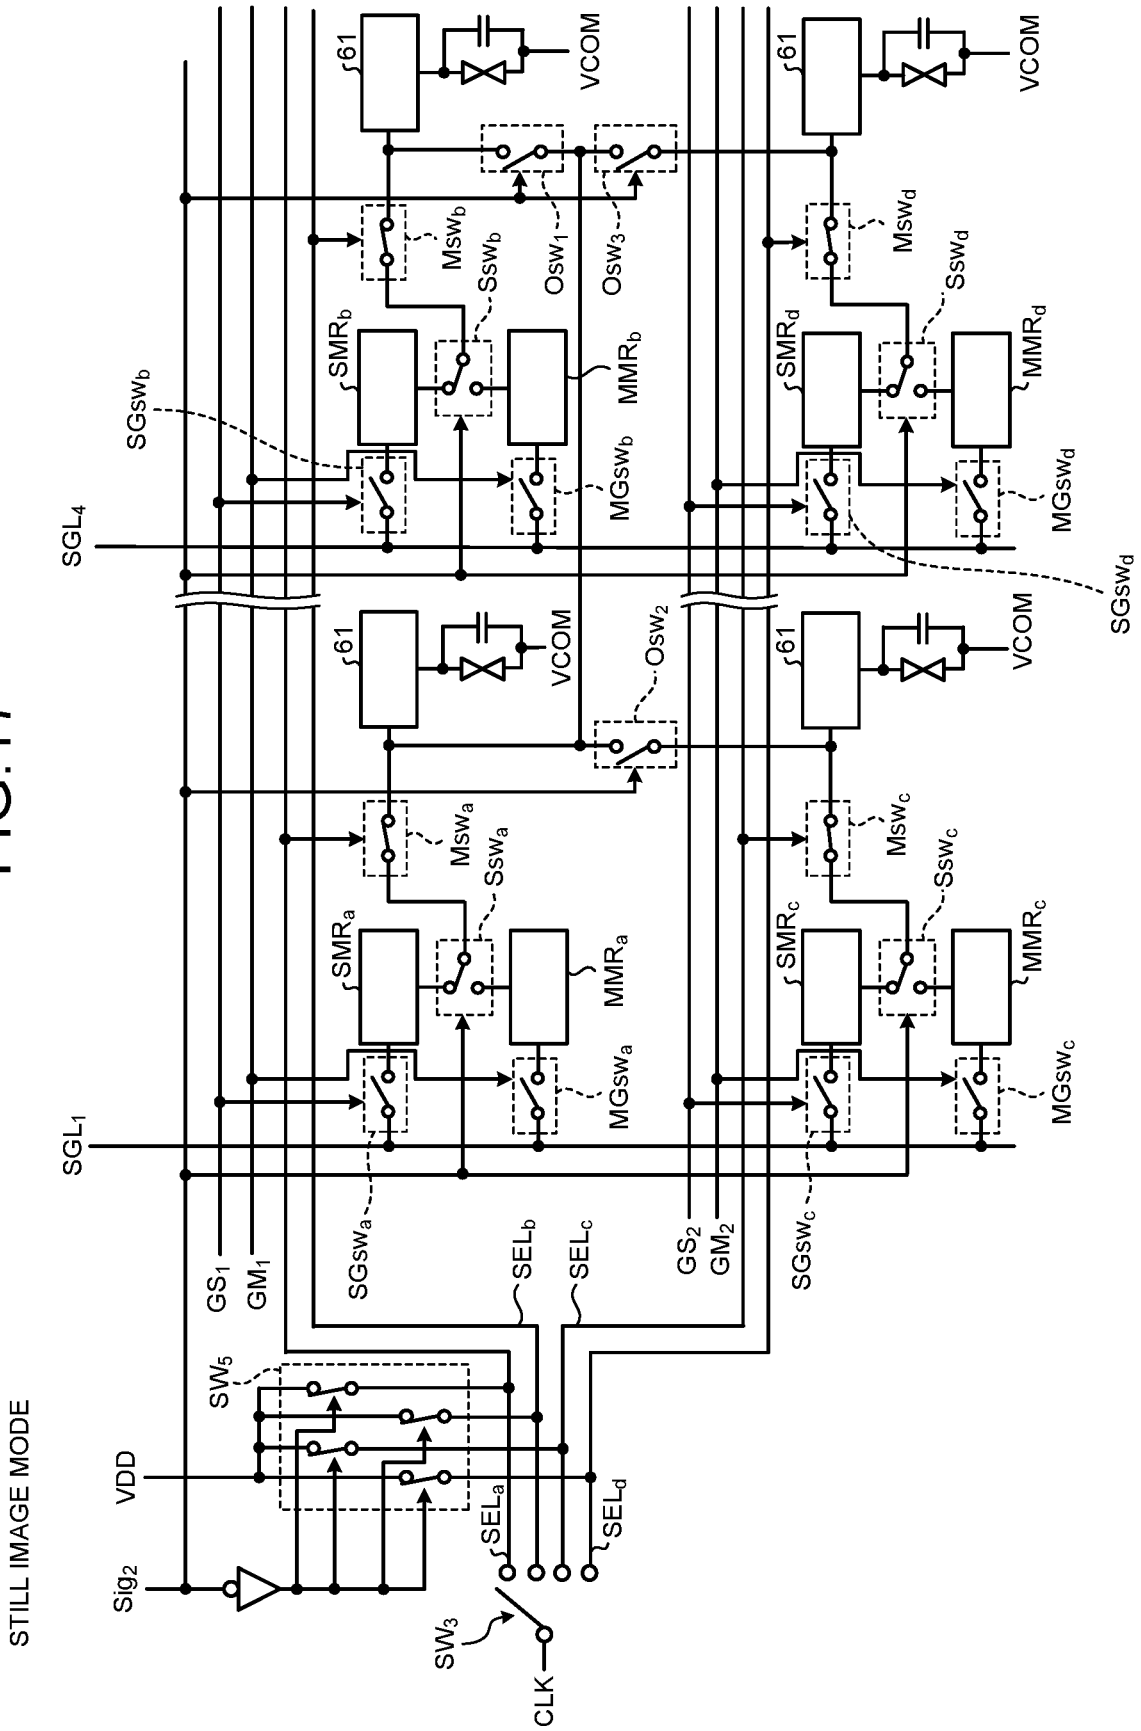 FIG. 17
STILL IMAGE MODE
Sig2
VDD
SW5
SW3
CLK
SELa
SELb
SELc
SELd
GS1
GM1
GS2
GM2
SGL1
SGL4
SGswa
SMRa
Mswa
Sswa
MMRa
MGswa
61
VCOM
SGswb
SMRb
Mswb
Sswb
MMRb
MGswb
61
VCOM
Osw1
Osw2
Osw3
SGswc
SMRc
Mswc
Sswc
MMRc
MGswc
61
VCOM
SGswd
SMRd
Mswd
Sswd
MMRd
MGswd
61
VCOM